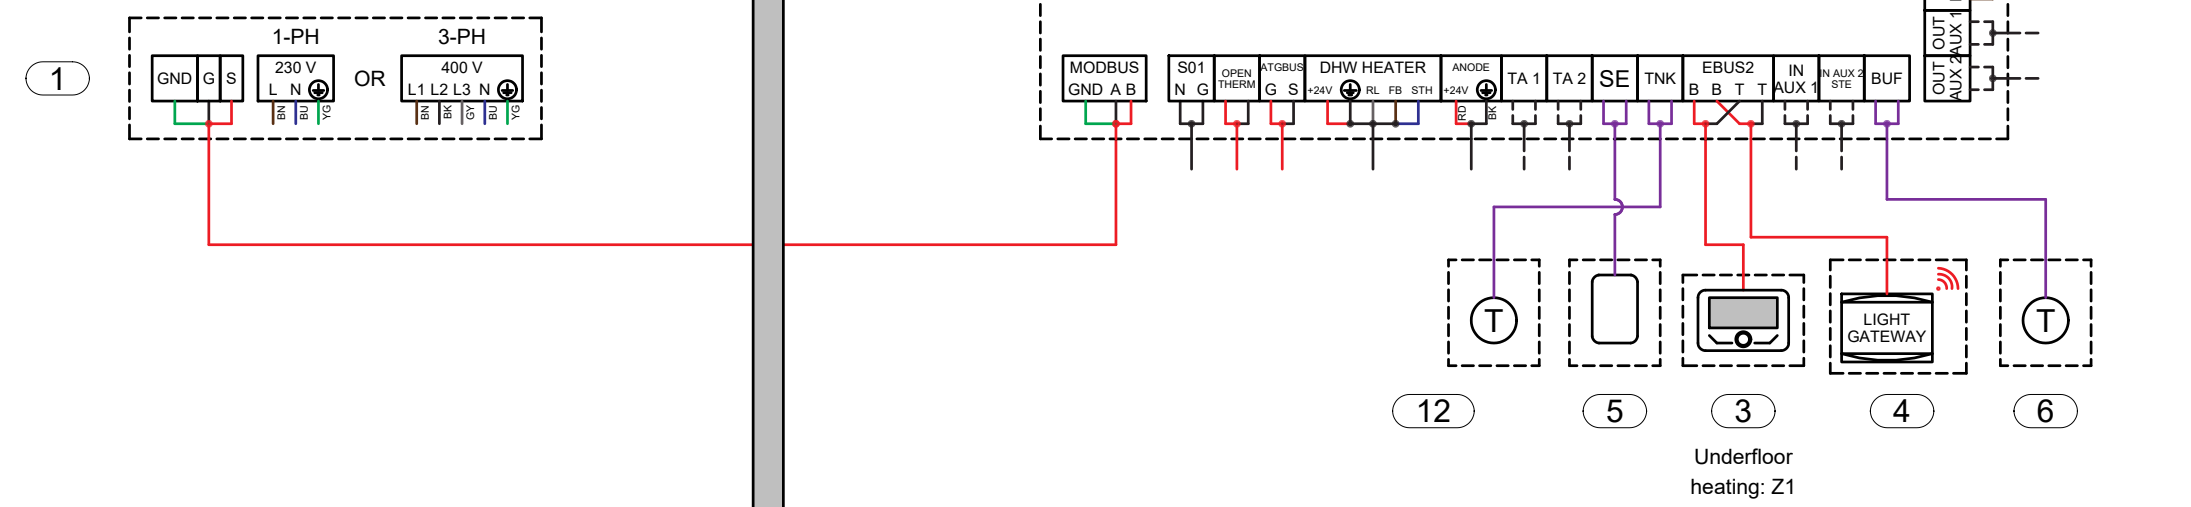 1
1-PH
3-PH
GND G S
230 V
L N
BN BU YG
OR
400 V
L1 L2 L3 N
BN BK GY BU YG
MODBUS
GND A B
S01
N G
OPEN
THERM
ATGBUS
G S
DHW HEATER
+24V RL FB STH
ANODE
+24V
RD BK
TA 1
TA 2
SE
TNK
EBUS2
B B T T
IN
AUX 1
IN AUX 2
STE
BUF
OUT
AUX 1
OUT
AUX 2
T
LIGHT
GATEWAY
T
12
5
3
4
6
Underfloor
heating: Z1